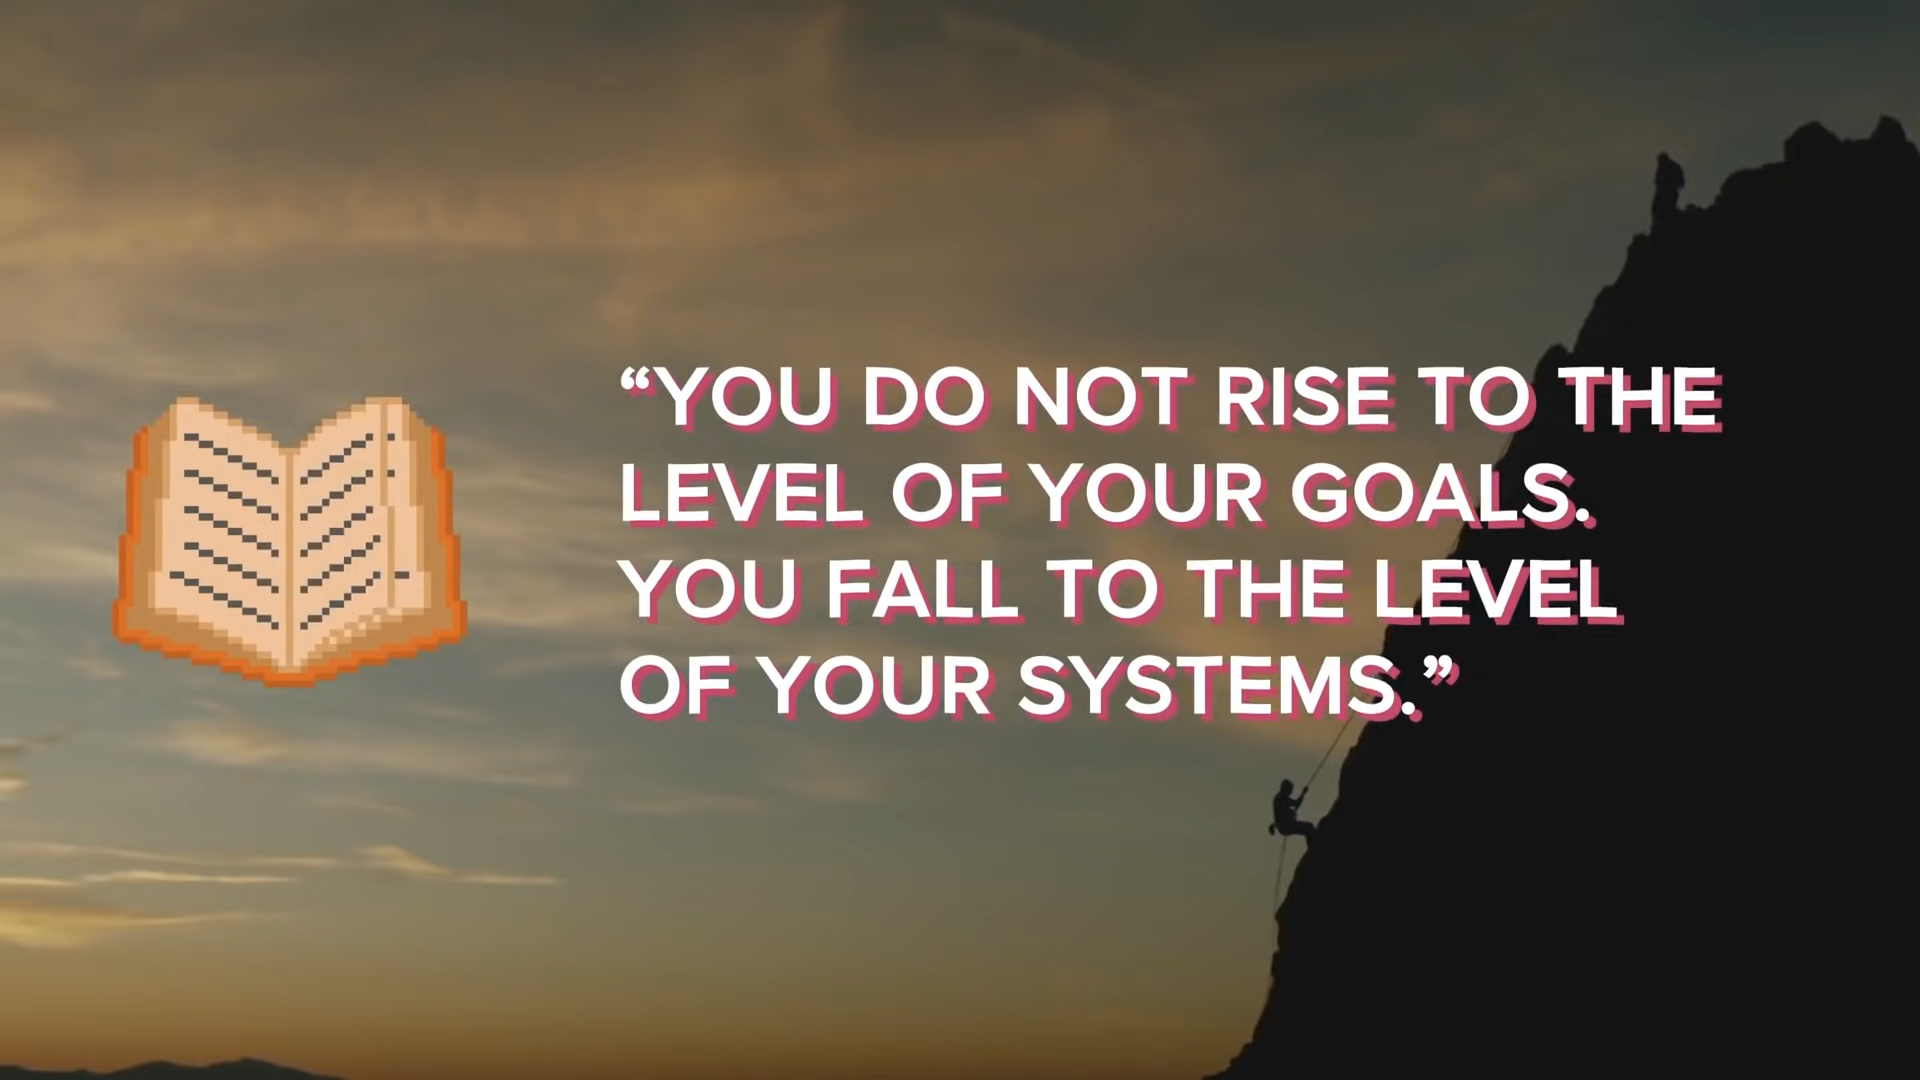 “YOU DO NOT RISE TO THE
LEVEL OF YOUR GOALS.
YOU FALL TO THE LEVEL
OF YOUR SYSTEMS.”